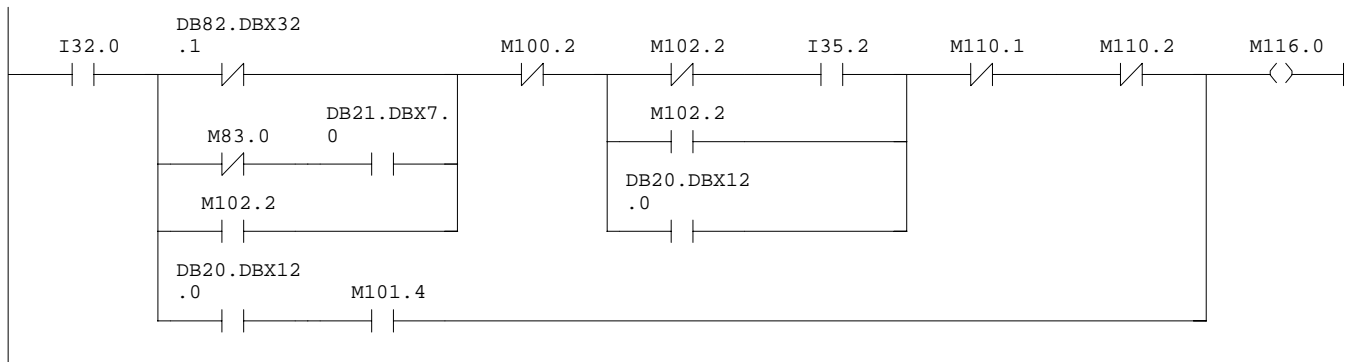 DB82.DBX32
I32.0 .1 M100.2 M102.2 I35.2 M110.1 M110.2 M116.0
DB21.DBX7. M102.2
M83.0 0
DB20.DBX12
M102.2 .0
DB20.DBX12
.0 M101.4